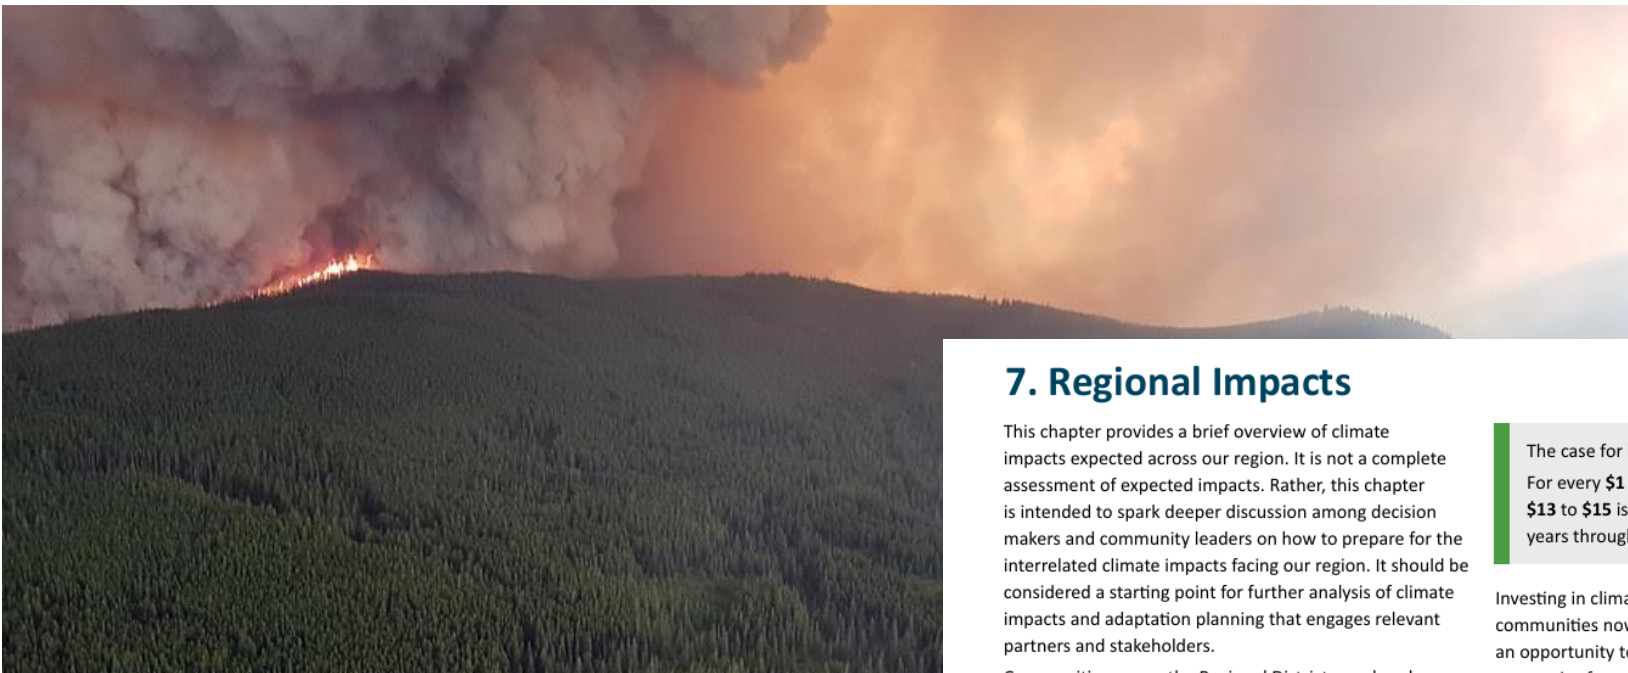 7. Regional Impacts
This chapter provides a brief overview of climate
impacts expected across our region. It is not a complete
assessment of expected impacts. Rather, this chapter
is intended to spark deeper discussion among decision
makers and community leaders on how to prepare for the
interrelated climate impacts facing our region. It should be
considered a starting point for further analysis of climate
impacts and adaptation planning that engages relevant
partners and stakeholders.
The case for
For every $1
$13 to $15 is
years through
Investing in clima
communities now
an opportunity to